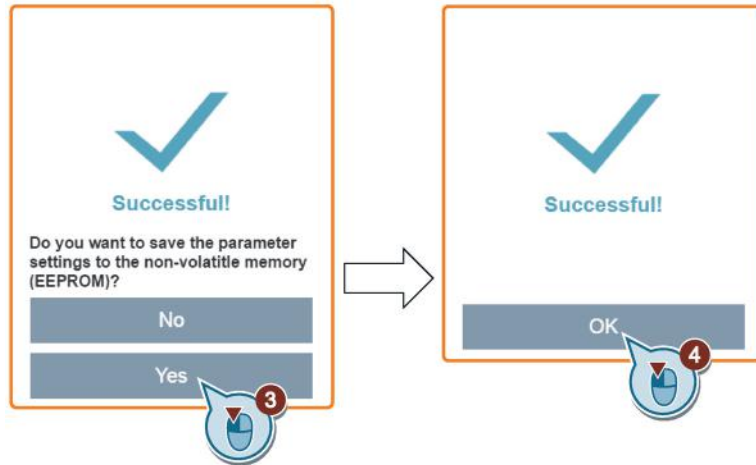 Successful!
Do you want to save the parameter
settings to the non-volatitle memory
(EEPROM)?
No
Yes
3
Successful!
OK
4